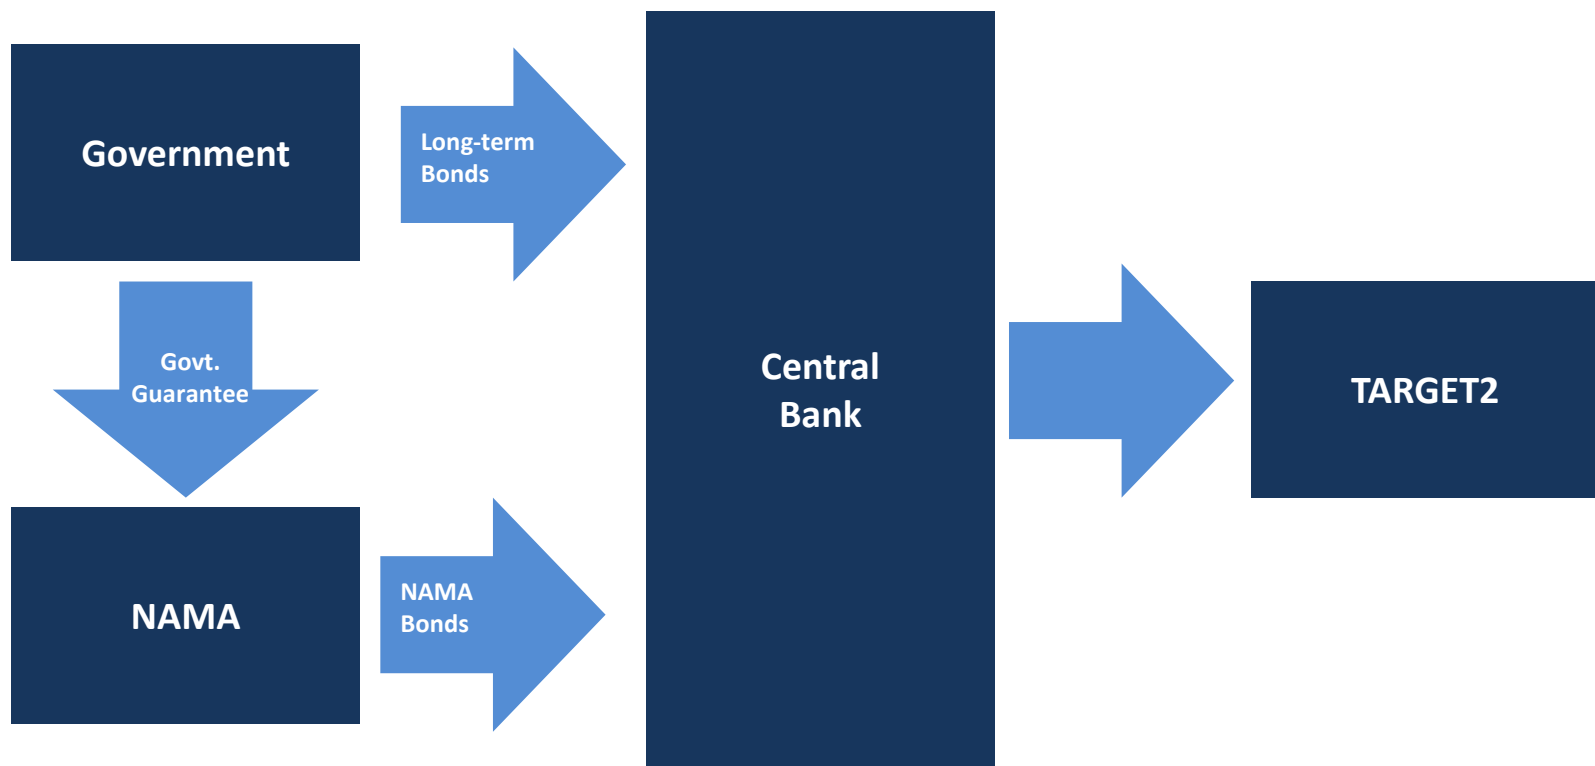 Government
Long-term
Bonds
Govt.
Guarantee
Central
Bank
TARGET2
NAMA
NAMA
Bonds